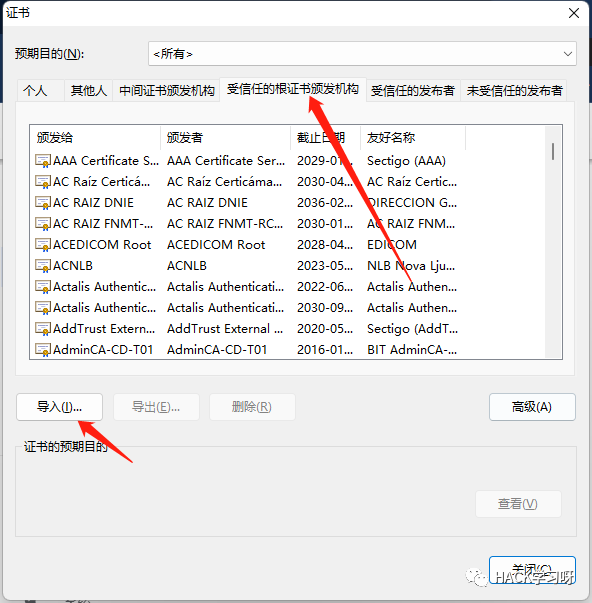 证书
预期目的(N):
<所有>
个人 其他人 中间证书颁发机构 受信任的根证书颁发机构 受信任的发布者 未受信任的发布者
颁发给 颁发者 截止日期 友好名称
AAA Certificate S... AAA Certificate Ser... 2029-01... Sectigo (AAA)
AC Raíz Certicá... AC Raíz Certicáma... 2030-04... AC Raíz Certic...
AC RAIZ DNIE AC RAIZ DNIE 2036-02... DIRECCION G...
AC RAIZ FNMT-... AC RAIZ FNMT-RC... 2030-01... AC RAIZ FNM...
ACEDICOM Root ACEDICOM Root 2028-04... EDICOM
ACNLB ACNLB 2023-05... NLB Nova Lju...
Actalis Authentic... Actalis Authenticati... 2022-06... Actalis Authen...
Actalis Authentic... Actalis Authenticati... 2030-09... Actalis Authen...
AddTrust Extern... AddTrust External ... 2020-05... Sectigo (AddT...
AdminCA-CD-T01 AdminCA-CD-T01 2016-01... BIT AdminCA-...
导入(I)... 导出(E)... 删除(R) 高级(A)
证书的预期目的
查看(V)
关闭(C)
HACK学习呀